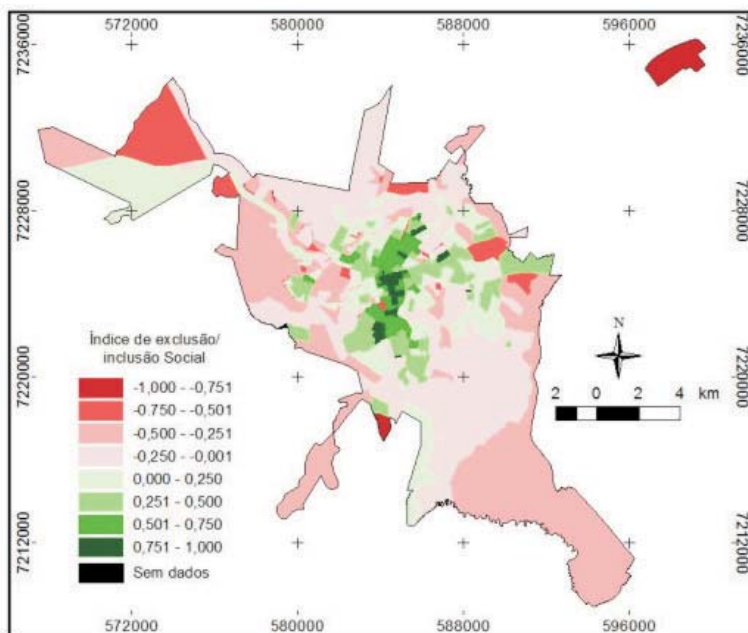 572000 580000 588000 596000
7236000 7236000
7228000 7228000
7220000 7220000
7212000 7212000
Índice de exclusão/
inclusão Social
-1,000 - -0,751
-0.750 - -0,501
-0,500 - -0,251
-0,250 - -0,001
0,000 - 0,250
0,251 - 0,500
0,501 - 0,750
0,751 - 1,000
Sem dados
N
2 0 2 4 km
572000 580000 588000 596000